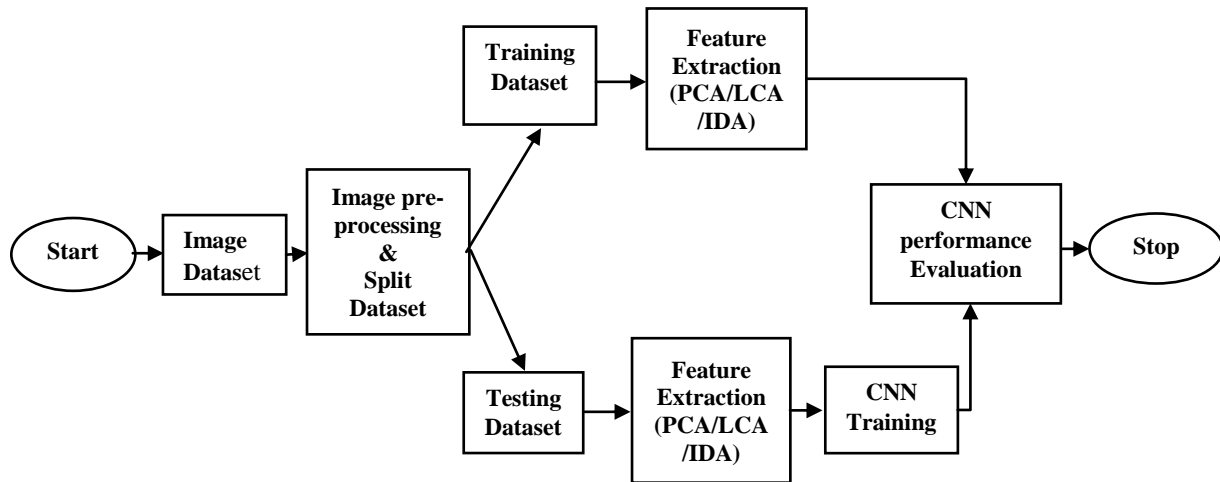 Start
Image
Dataset
Image pre-
processing
&
Split
Dataset
Training
Dataset
Feature
Extraction
(PCA/LCA
/IDA)
Testing
Dataset
Feature
Extraction
(PCA/LCA
/IDA)
CNN
Training
CNN
performance
Evaluation
Stop